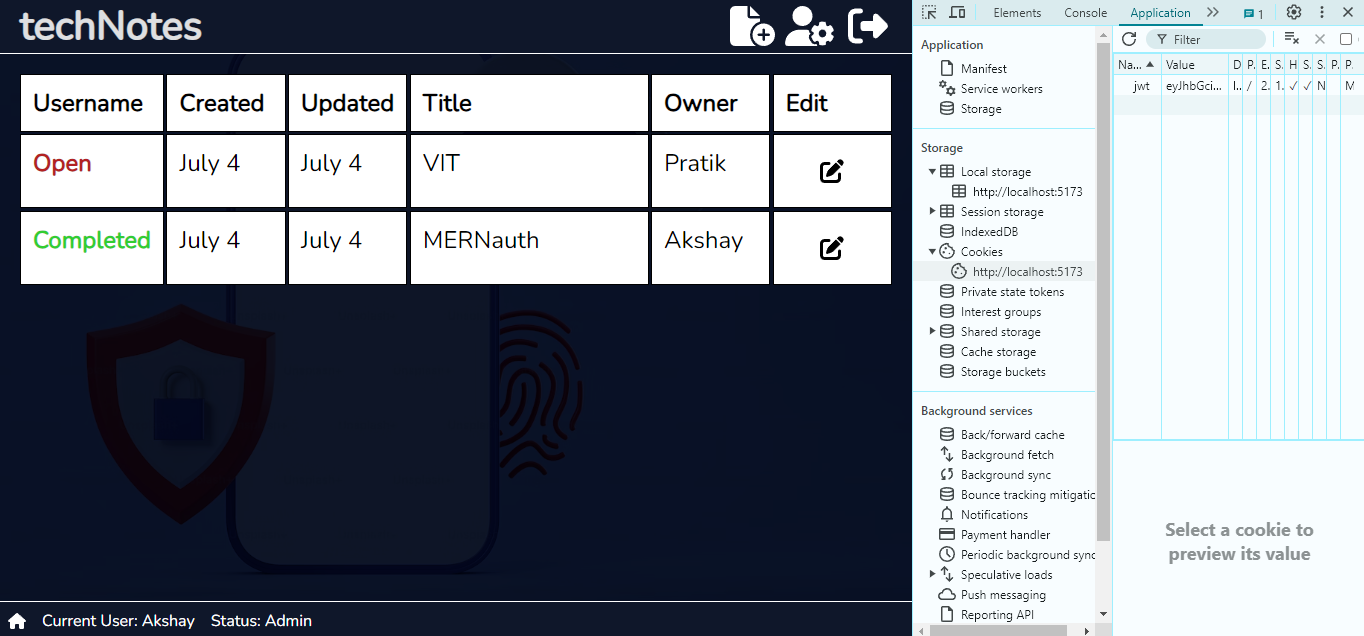 techNotes
Username Created Updated Title Owner Edit
Open July 4 July 4 VIT Pratik
Completed July 4 July 4 MERNauth Akshay
Current User: Akshay Status: Admin
Elements Console Application 1
Application
Manifest
Service workers
Storage
Storage
Local storage
http://localhost:5173
Session storage
IndexedDB
Cookies
http://localhost:5173
Private state tokens
Interest groups
Shared storage
Cache storage
Storage buckets
Background services
Back/forward cache
Background fetch
Background sync
Bounce tracking mitigatic
Notifications
Payment handler
Periodic background sync
Speculative loads
Push messaging
Reporting API
Filter
Na... Value D P. E. S. H S. S. P. P.
jwt eyJhbGci... l.. / 2. 1. ✓ ✓ N M
Select a cookie to
preview its value